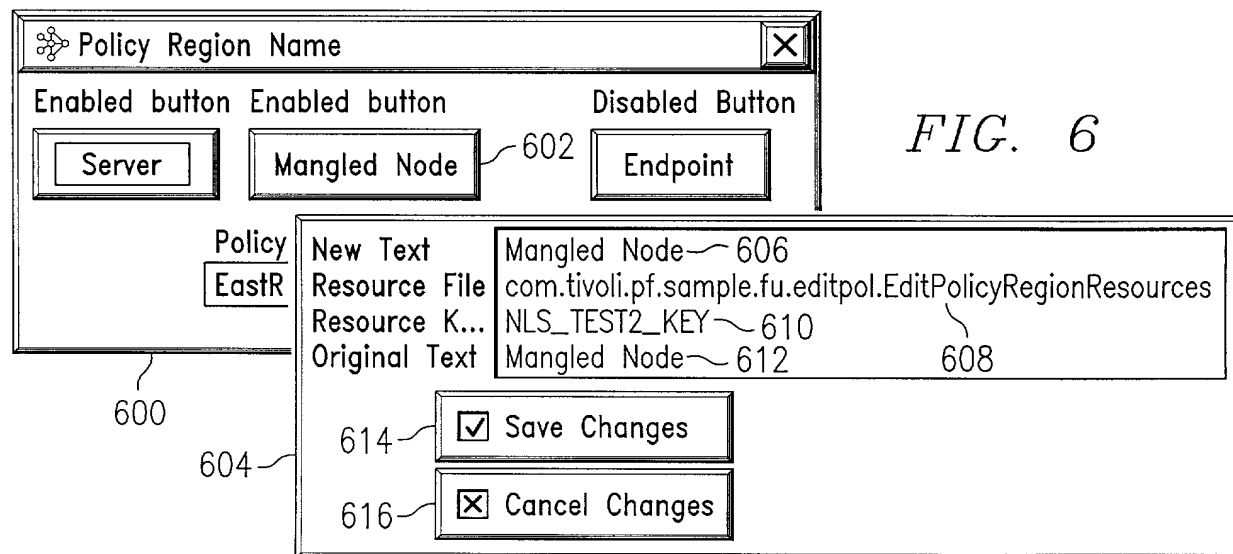 Policy Region Name
Enabled button Enabled button Disabled Button
Server Mangled Node 602 Endpoint
FIG. 6
Policy
EastR
New Text Mangled Node 606
Resource File com.tivoli.pf.sample.fu.editpol.EditPolicyRegionResources
Resource K... NLS_TEST2_KEY 610
Original Text Mangled Node 612 608
600
614 Save Changes
604
616 Cancel Changes